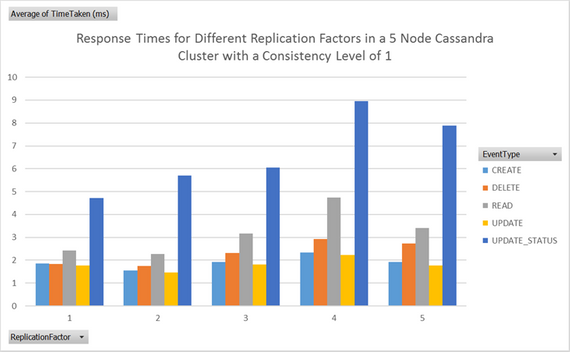 Average of TimeTaken (ms)
Response Times for Different Replication Factors in a 5 Node Cassandra
Cluster with a Consistency Level of 1
10
9
8
7
6
5
4
3
2
1
0
1 2 3 4 5
EventType
CREATE
DELETE
READ
UPDATE
UPDATE_STATUS
ReplicationFactor